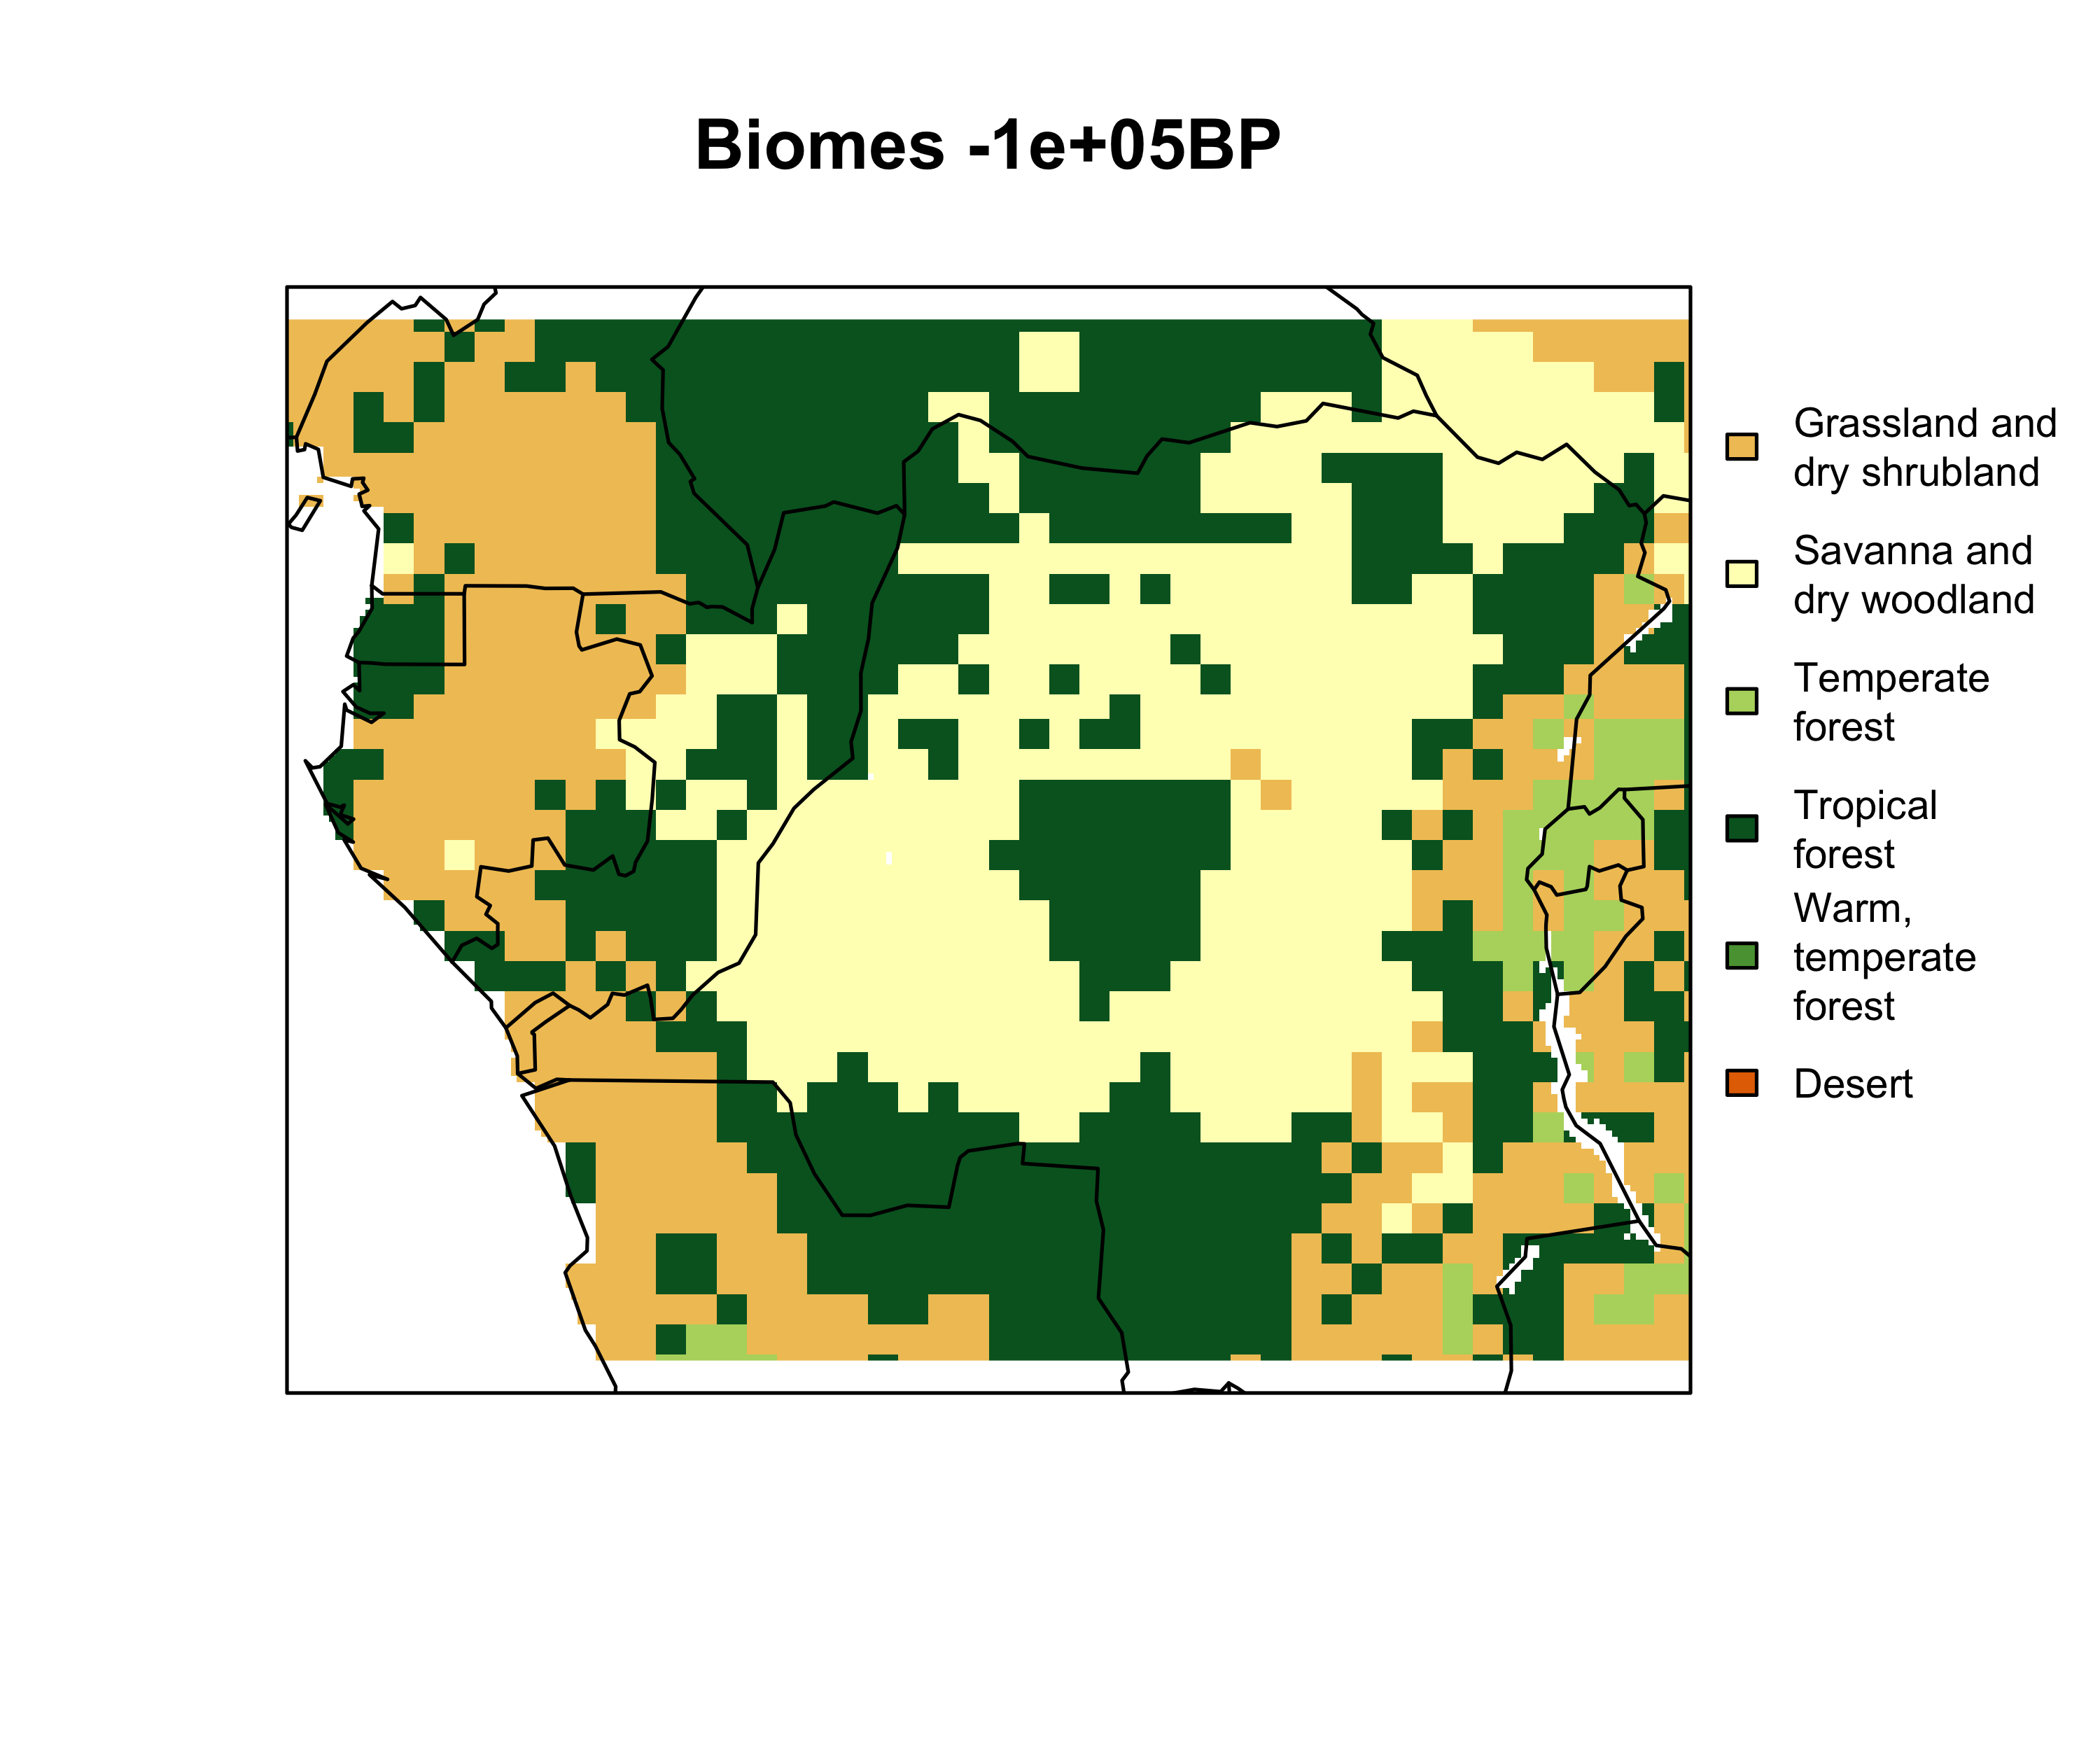 Biomes -1e+05BP
Grassland and
dry shrubland
Savanna and
dry woodland
Temperate
forest
Tropical
forest
Warm,
temperate
forest
Desert